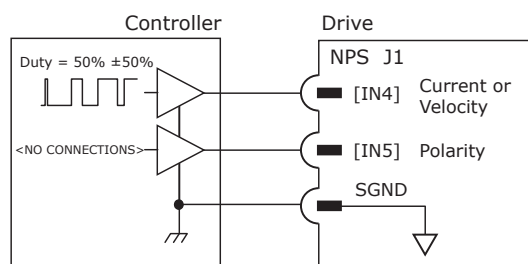 Controller
Drive
Duty = 50% ±50%
NPS J1
[IN4]
Current or
Velocity
<NO CONNECTIONS>
[IN5]
Polarity
SGND